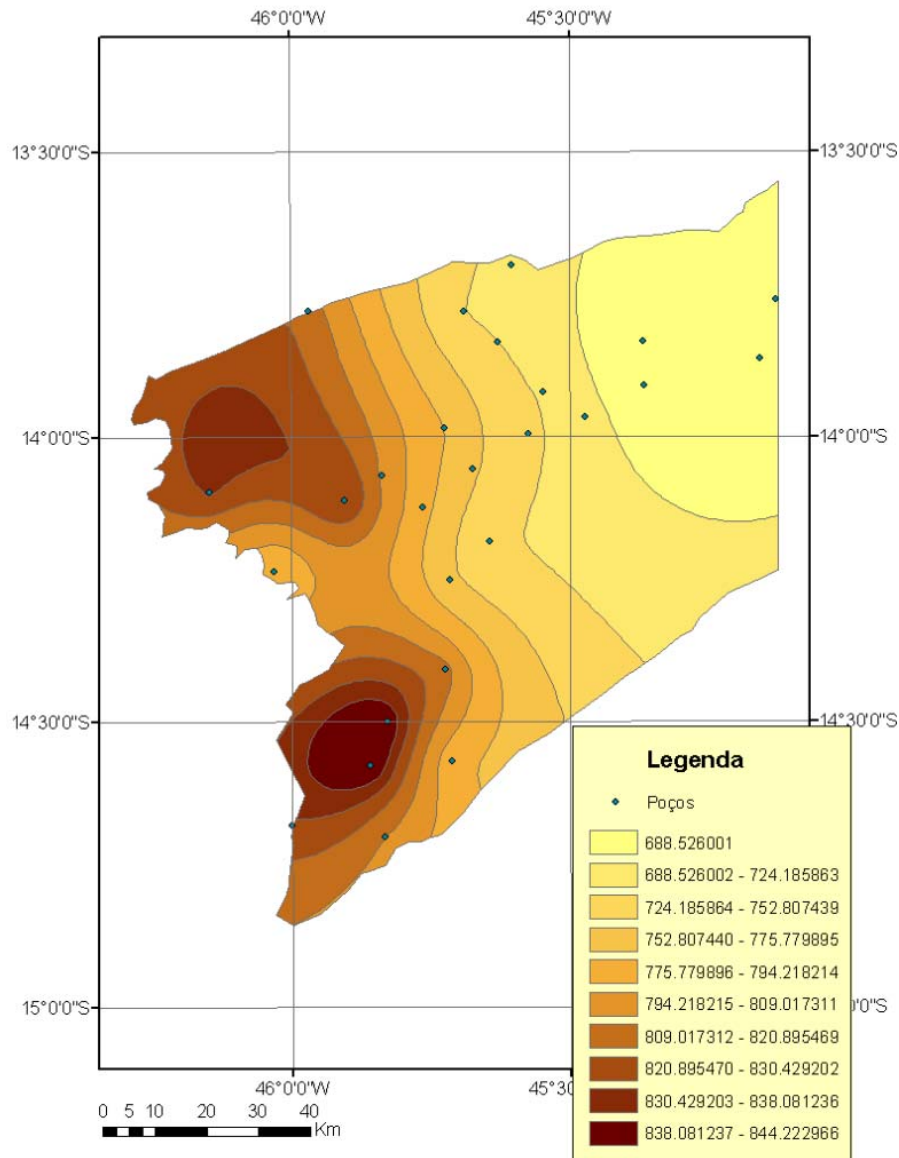 46°0'0"W 45°30'0"W
13°30'0"S 13°30'0"S
14°0'0"S 14°0'0"S
14°30'0"S 14°30'0"S
Legenda
Poços
688.526001
688.526002 - 724.185863
724.185864 - 752.807439
752.807440 - 775.779895
775.779896 - 794.218214
794.218215 - 809.017311
809.017312 - 820.895469
820.895470 - 830.429202
830.429203 - 838.081236
838.081237 - 844.222966
15°0'0"S 0'0"S
46°0'0"W 45°30
0 5 10 20 30 40
Km